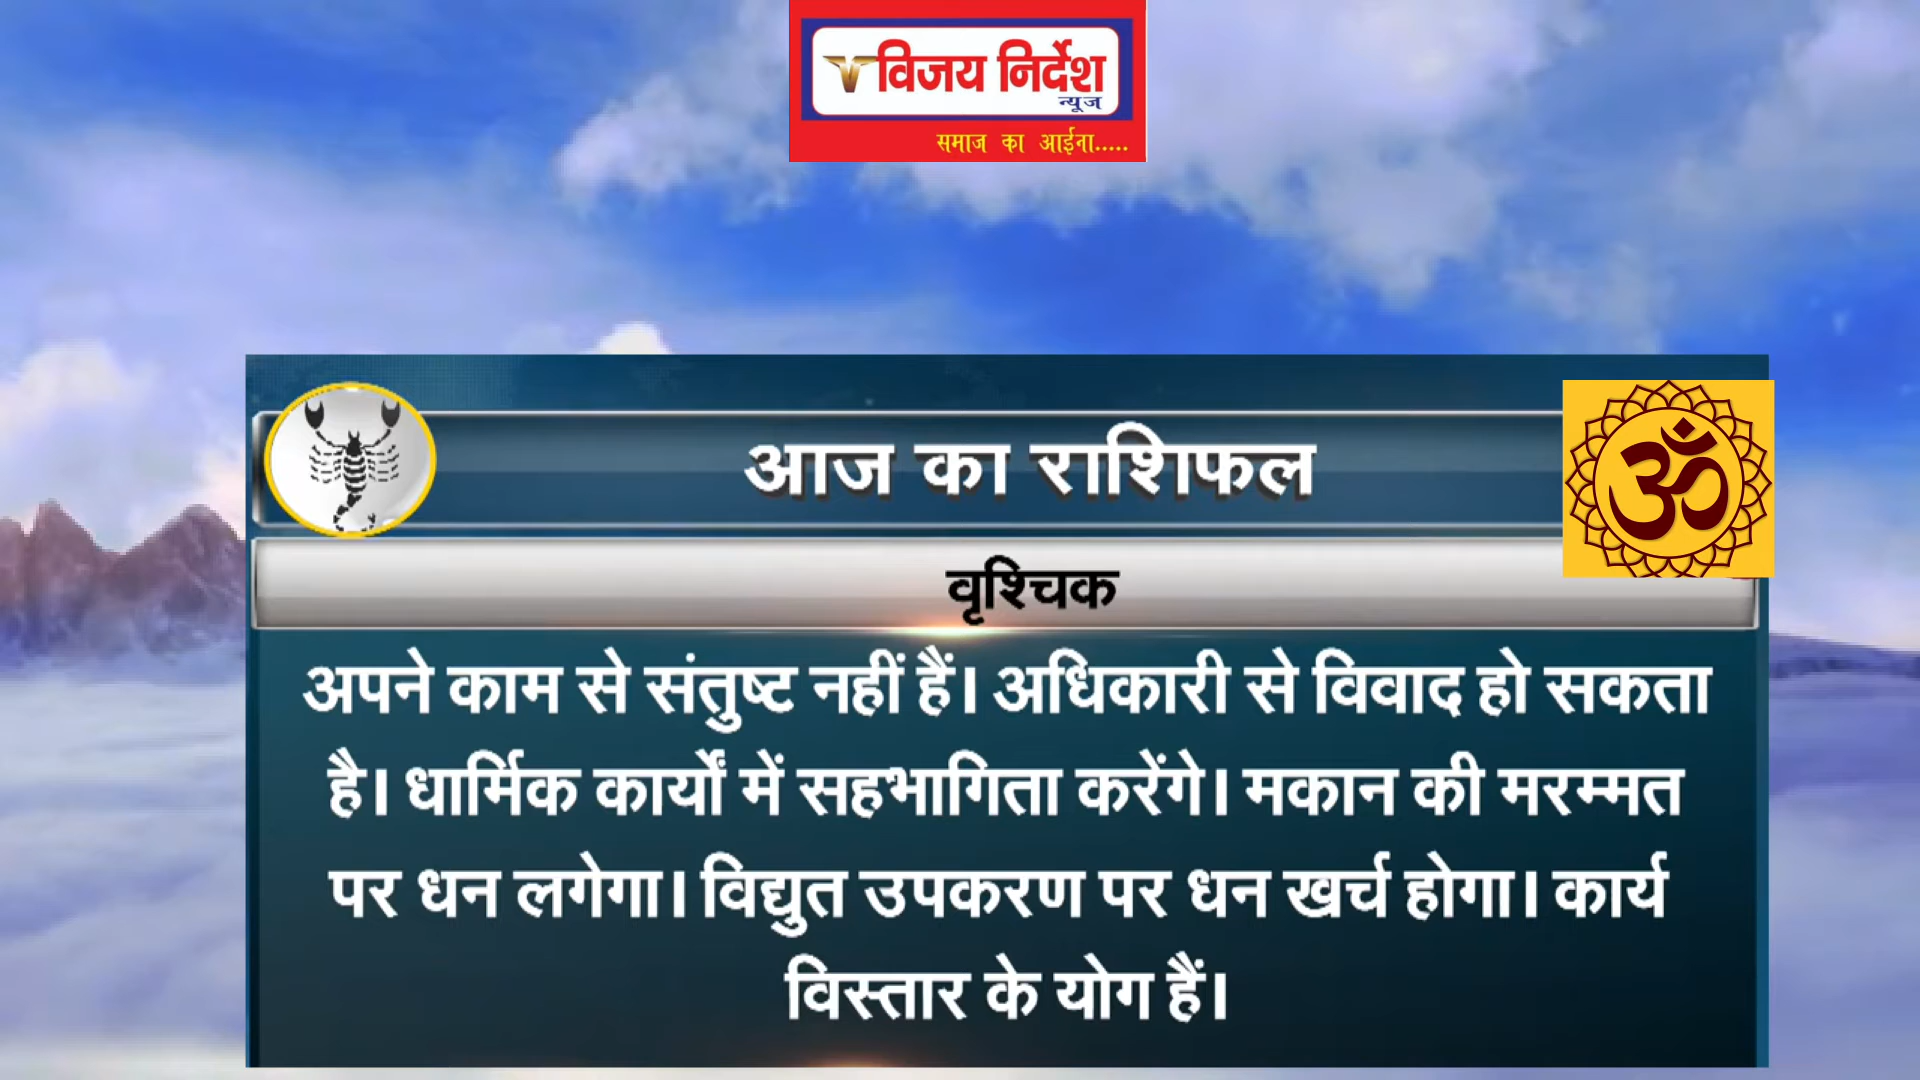 विजय निर्देश
न्यूज
समाज का आईना.....
आज का राशिफल
ॐ
वृश्चिक
अपने काम से संतुष्ट नहीं हैं। अधिकारी से विवाद हो सकता
है। धार्मिक कार्यों में सहभागिता करेंगे। मकान की मरम्मत
पर धन लगेगा। विद्युत उपकरण पर धन खर्च होगा। कार्य
विस्तार के योग हैं।